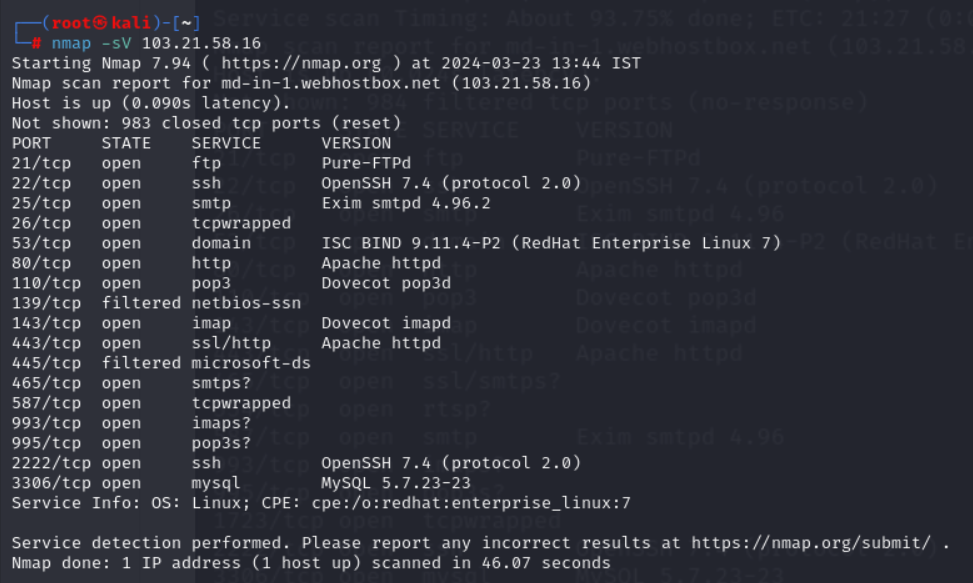 ┌──(root㉿kali)-[~]
└─# nmap -sV 103.21.58.16
Starting Nmap 7.94 ( https://nmap.org ) at 2024-03-23 13:44 IST
Nmap scan report for md-in-1.webhostbox.net (103.21.58.16)
Host is up (0.090s latency).
Not shown: 983 closed tcp ports (reset)
PORT     STATE    SERVICE      VERSION
21/tcp   open     ftp          Pure-FTPd
22/tcp   open     ssh          OpenSSH 7.4 (protocol 2.0)
25/tcp   open     smtp         Exim smtpd 4.96.2
26/tcp   open     tcpwrapped
53/tcp   open     domain       ISC BIND 9.11.4-P2 (RedHat Enterprise Linux 7)
80/tcp   open     http         Apache httpd
110/tcp  open     pop3         Dovecot pop3d
139/tcp  filtered netbios-ssn
143/tcp  open     imap         Dovecot imapd
443/tcp  open     ssl/http     Apache httpd
445/tcp  filtered microsoft-ds
465/tcp  open     smtps?
587/tcp  open     tcpwrapped
993/tcp  open     imaps?
995/tcp  open     pop3s?
2222/tcp open     ssh          OpenSSH 7.4 (protocol 2.0)
3306/tcp open     mysql        MySQL 5.7.23-23
Service Info: OS: Linux; CPE: cpe:/o:redhat:enterprise_linux:7

Service detection performed. Please report any incorrect results at https://nmap.org/submit/ .
Nmap done: 1 IP address (1 host up) scanned in 46.07 seconds